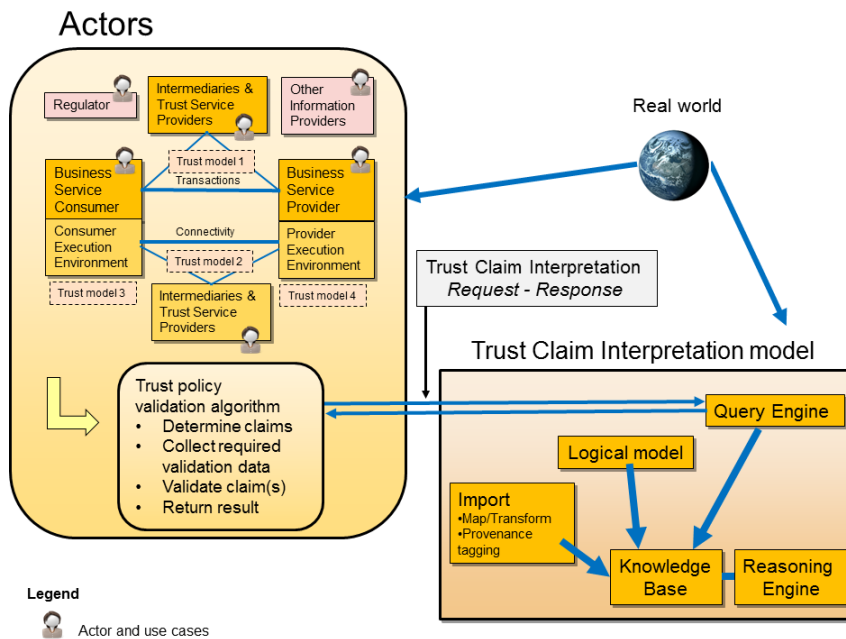 Actors
Regulator
Intermediaries &
Trust Service
Providers
Other
Information
Providers
Real world
Trust model 1
Business
Service
Consumer
Transactions
Business
Service
Provider
Consumer
Execution
Environment
Connectivity
Provider
Execution
Environment
Trust model 2
Trust model 3
Intermediaries &
Trust Service
Providers
Trust model 4
Trust Claim Interpretation
Request - Response
Trust Claim Interpretation model
Trust policy
validation algorithm
• Determine claims
• Collect required
validation data
• Validate claim(s)
• Return result
Query Engine
Logical model
Import
•Map/Transform
•Provenance
tagging
Knowledge
Base
Reasoning
Engine
Legend
Actor and use cases